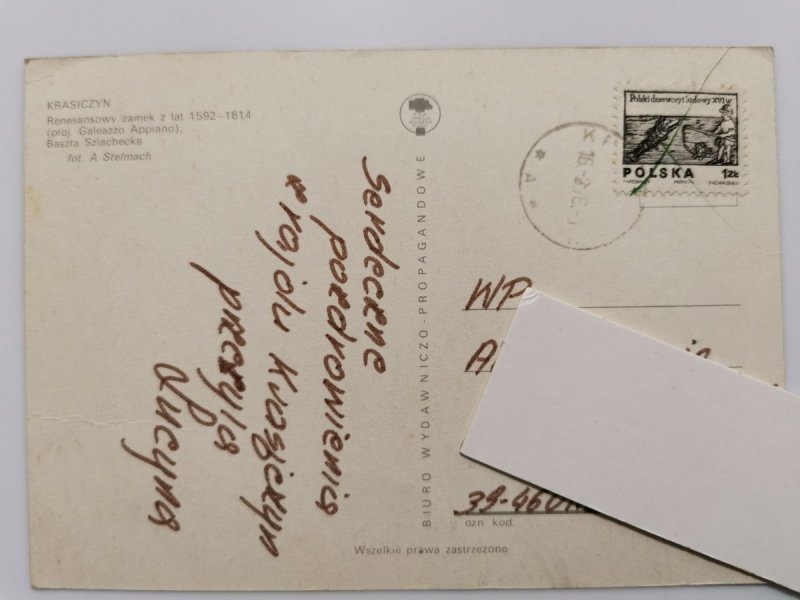 KRASICZYN
Renesansowy zamek z lat 1592-1614
(proj. Galeazzo Appiano).
Baszta Szlachecka
fot. A Stelmach
Serdeczne
pozdrowienia
z rajdu Krasiczyn
przesyła
Lucyna
BIURO WYDAWNICZO-PROPAGANDOWE
Wszelkie prawa zastrzeżone
Polski drzeworyt ludowy XVI w
POLSKA 1ZŁ
WP
39-460
ozn. kod.